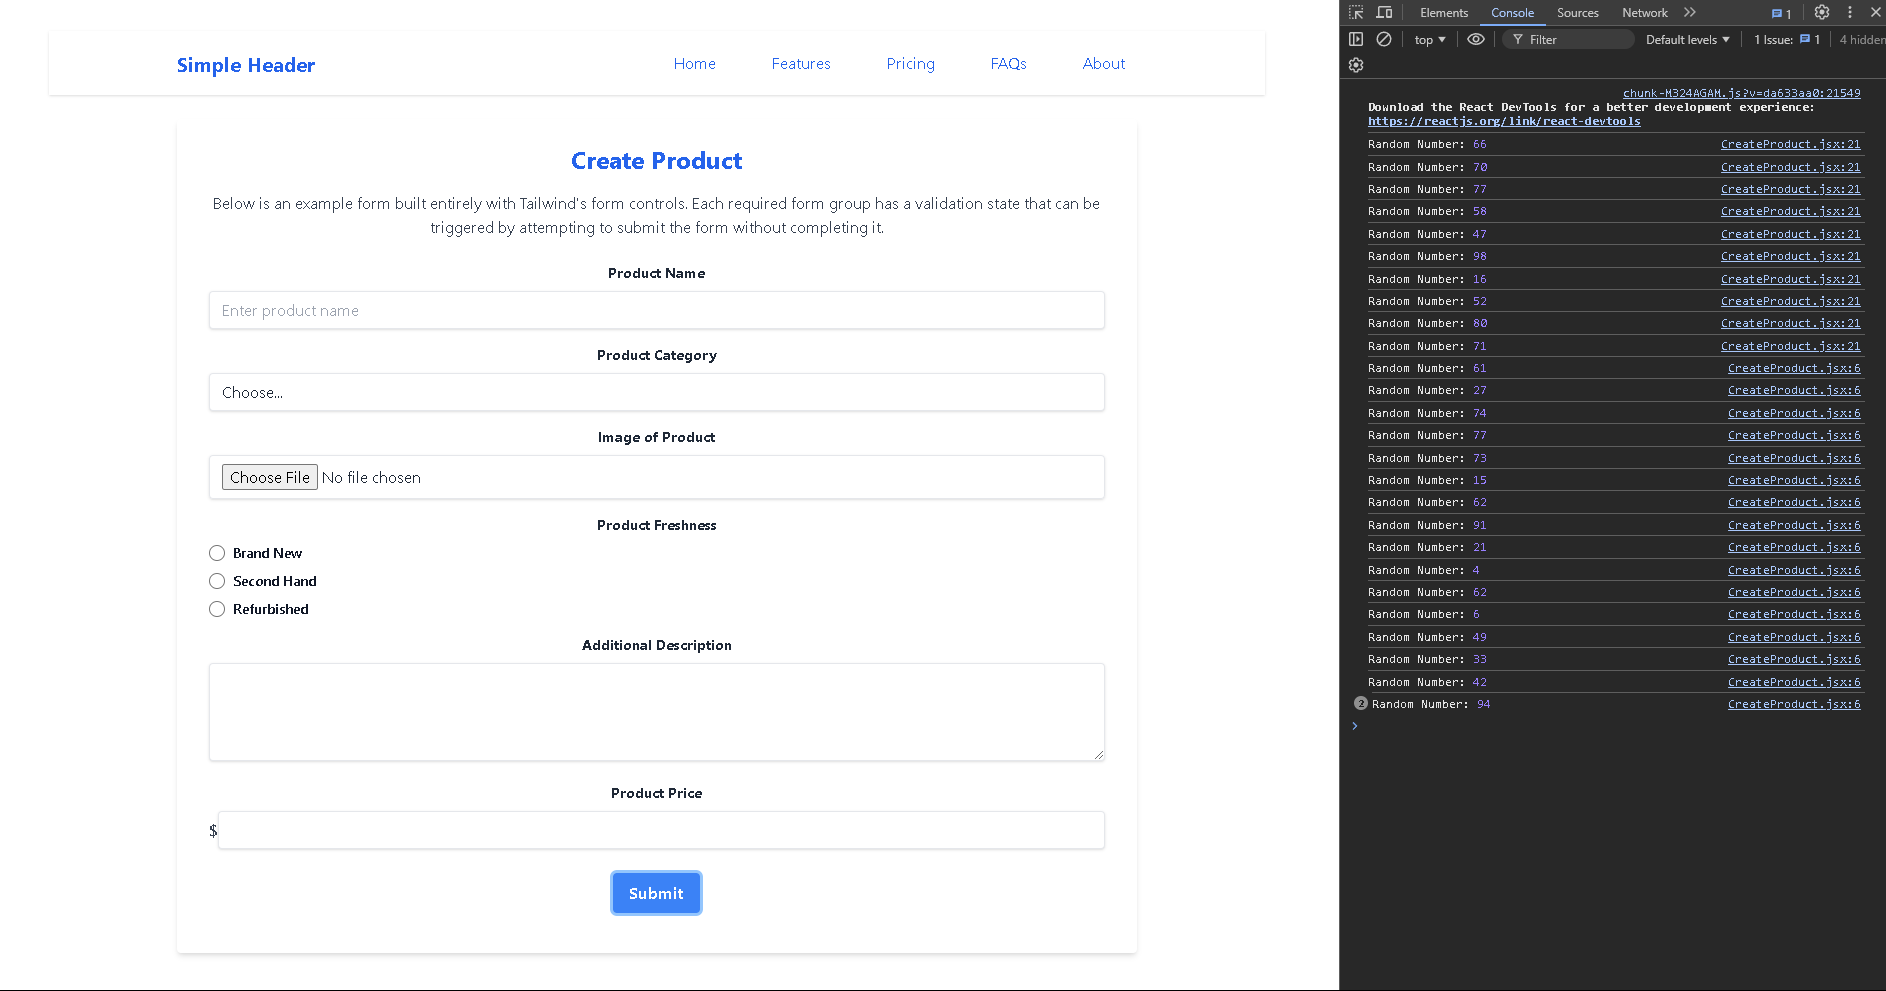 Simple Header
Home
Features
Pricing
FAQs
About
Create Product
Below is an example form built entirely with Tailwind's form controls. Each required form group has a validation state that can be
triggered by attempting to submit the form without completing it.
Product Name
Enter product name
Product Category
Choose...
Image of Product
Choose File No file chosen
Product Freshness
Brand New
Second Hand
Refurbished
Additional Description
Product Price
$
Submit
Elements
Console
Sources
Network
1
top
Filter
Default levels
1 Issue: 1
4 hidden
chunk-M324AGAM.js?v=da633aa0:21549
Download the React DevTools for a better development experience:
https://reactjs.org/link/react-devtools
Random Number: 66 CreateProduct.jsx:21
Random Number: 70 CreateProduct.jsx:21
Random Number: 77 CreateProduct.jsx:21
Random Number: 58 CreateProduct.jsx:21
Random Number: 47 CreateProduct.jsx:21
Random Number: 98 CreateProduct.jsx:21
Random Number: 16 CreateProduct.jsx:21
Random Number: 52 CreateProduct.jsx:21
Random Number: 80 CreateProduct.jsx:21
Random Number: 71 CreateProduct.jsx:21
Random Number: 61 CreateProduct.jsx:6
Random Number: 27 CreateProduct.jsx:6
Random Number: 74 CreateProduct.jsx:6
Random Number: 77 CreateProduct.jsx:6
Random Number: 73 CreateProduct.jsx:6
Random Number: 15 CreateProduct.jsx:6
Random Number: 62 CreateProduct.jsx:6
Random Number: 91 CreateProduct.jsx:6
Random Number: 21 CreateProduct.jsx:6
Random Number: 4 CreateProduct.jsx:6
Random Number: 62 CreateProduct.jsx:6
Random Number: 6 CreateProduct.jsx:6
Random Number: 49 CreateProduct.jsx:6
Random Number: 33 CreateProduct.jsx:6
Random Number: 42 CreateProduct.jsx:6
2 Random Number: 94 CreateProduct.jsx:6